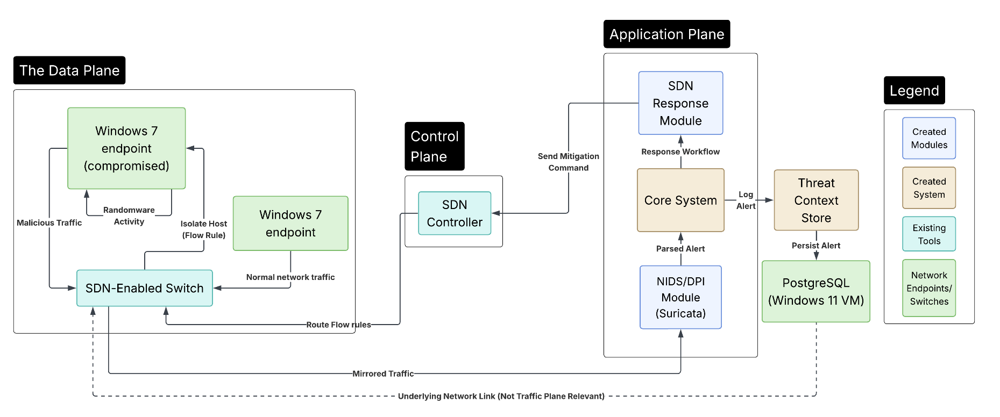 The Data Plane
Windows 7
endpoint
(compromised)
Randomware
Activity
Malicious Traffic
Isolate Host
(Flow Rule)
Windows 7
endpoint
Normal network traffic
SDN-Enabled Switch
Route Flow rules
Mirrored Traffic
Underlying Network Link (Not Traffic Plane Relevant)
Control
Plane
SDN
Controller
Send Mitigation
Command
Application Plane
SDN
Response
Module
Response Workflow
Core System
Log
Alert
Parsed Alert
NIDS/DPI
Module
(Suricata)
Threat
Context
Store
Persist Alert
PostgreSQL
(Windows 11 VM)
Legend
Created
Modules
Created
System
Existing
Tools
Network
Endpoints/
Switches